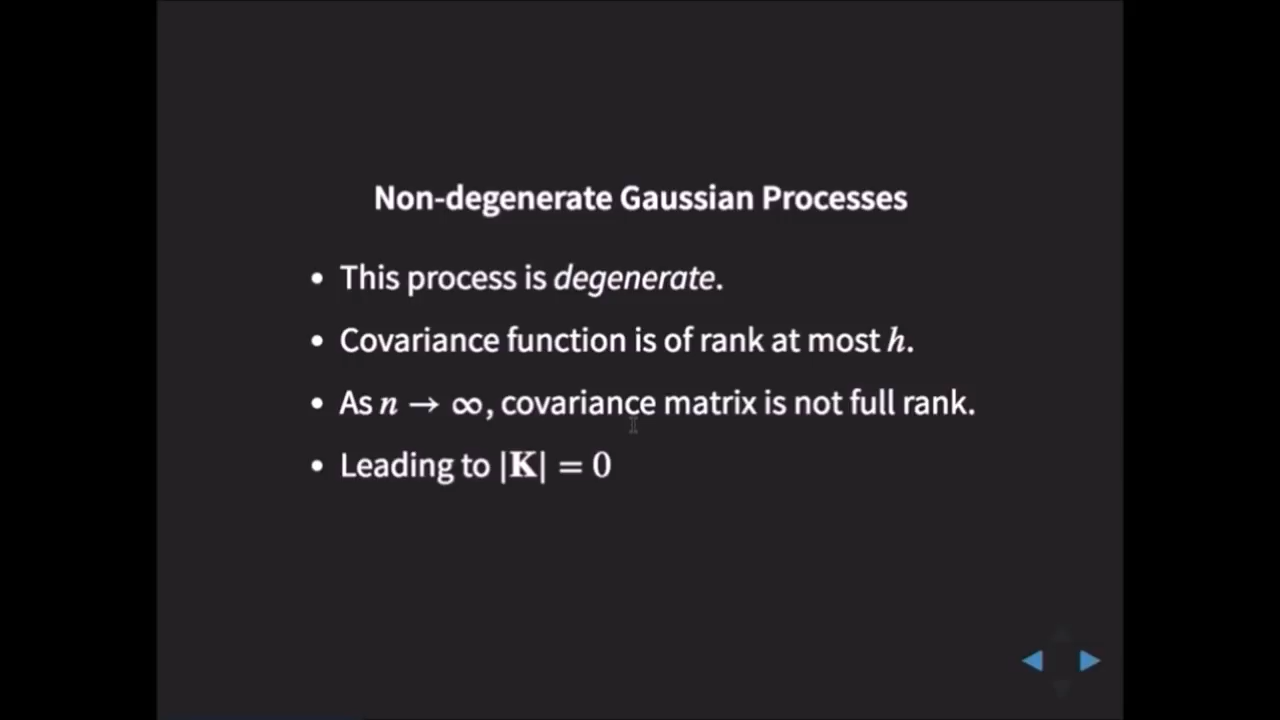 Non-degenerate Gaussian Processes
• This process is degenerate.
• Covariance function is of rank at most h.
• As n → ∞, covariance matrix is not full rank.
• Leading to |K| = 0